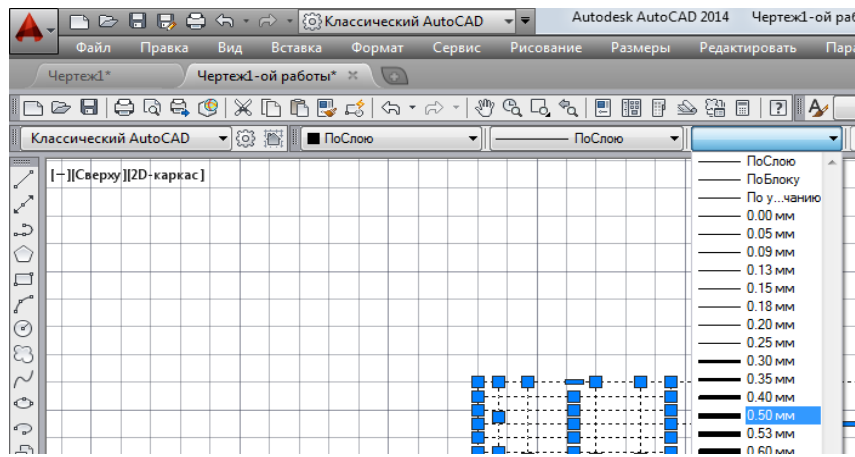 Классический AutoCAD
Autodesk AutoCAD 2014 Чертеж1-ой раб
Файл Правка Вид Вставка Формат Сервис Рисование Размеры Редактировать Пара
Чертеж1* Чертеж1-ой работы*
Классический AutoCAD ПоСлою ПоСлою
[−][Сверху][2D-каркас]
ПоСлою
ПоБлоку
По у...чанию
0.00 мм
0.05 мм
0.09 мм
0.13 мм
0.15 мм
0.18 мм
0.20 мм
0.25 мм
0.30 мм
0.35 мм
0.40 мм
0.50 мм
0.53 мм
0.60 мм